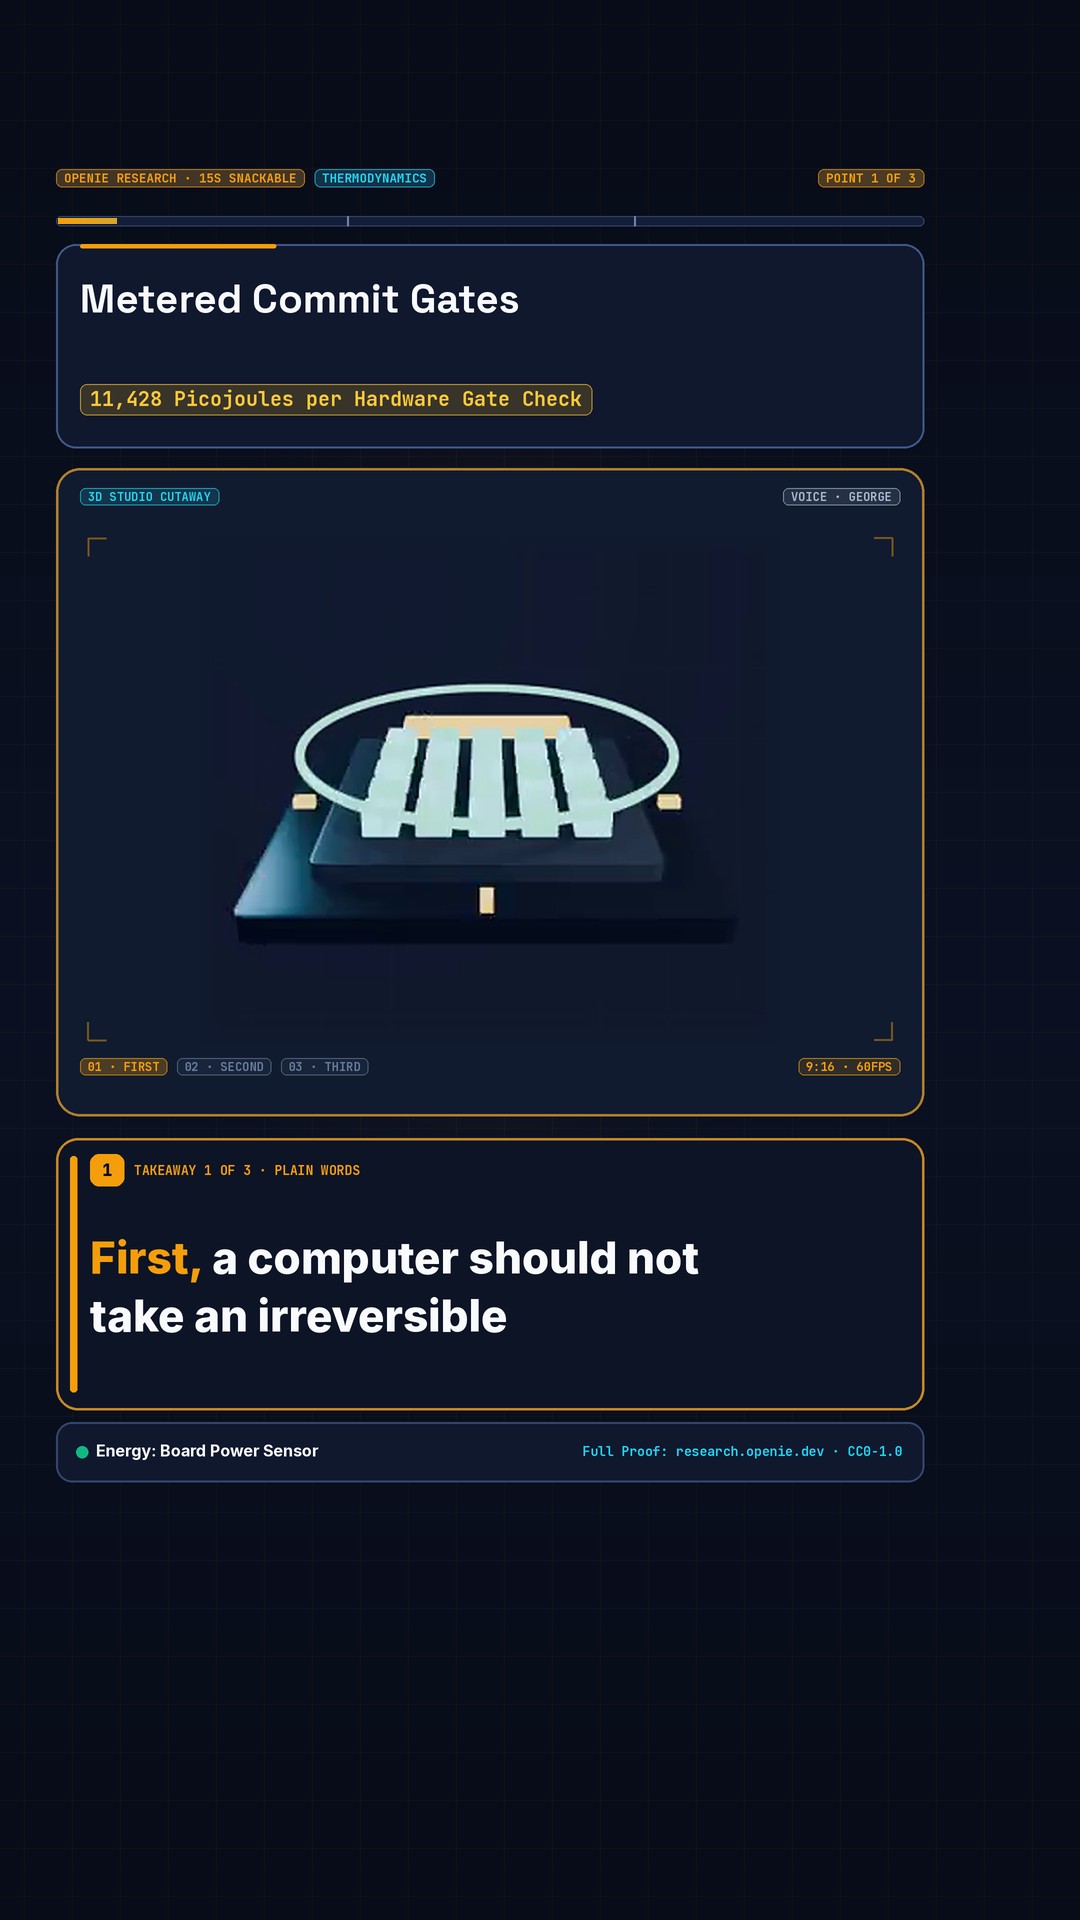 OPENIE RESEARCH · 15S SNACKABLE
THERMODYNAMICS
POINT 1 OF 3
Metered Commit Gates
11,428 Picojoules per Hardware Gate Check
3D STUDIO CUTAWAY
VOICE · GEORGE
01 · FIRST
02 · SECOND
03 · THIRD
9:16 · 60FPS
1
TAKEAWAY 1 OF 3 · PLAIN WORDS
First, a computer should not
take an irreversible
Energy: Board Power Sensor
Full Proof: research.openie.dev · CC0-1.0